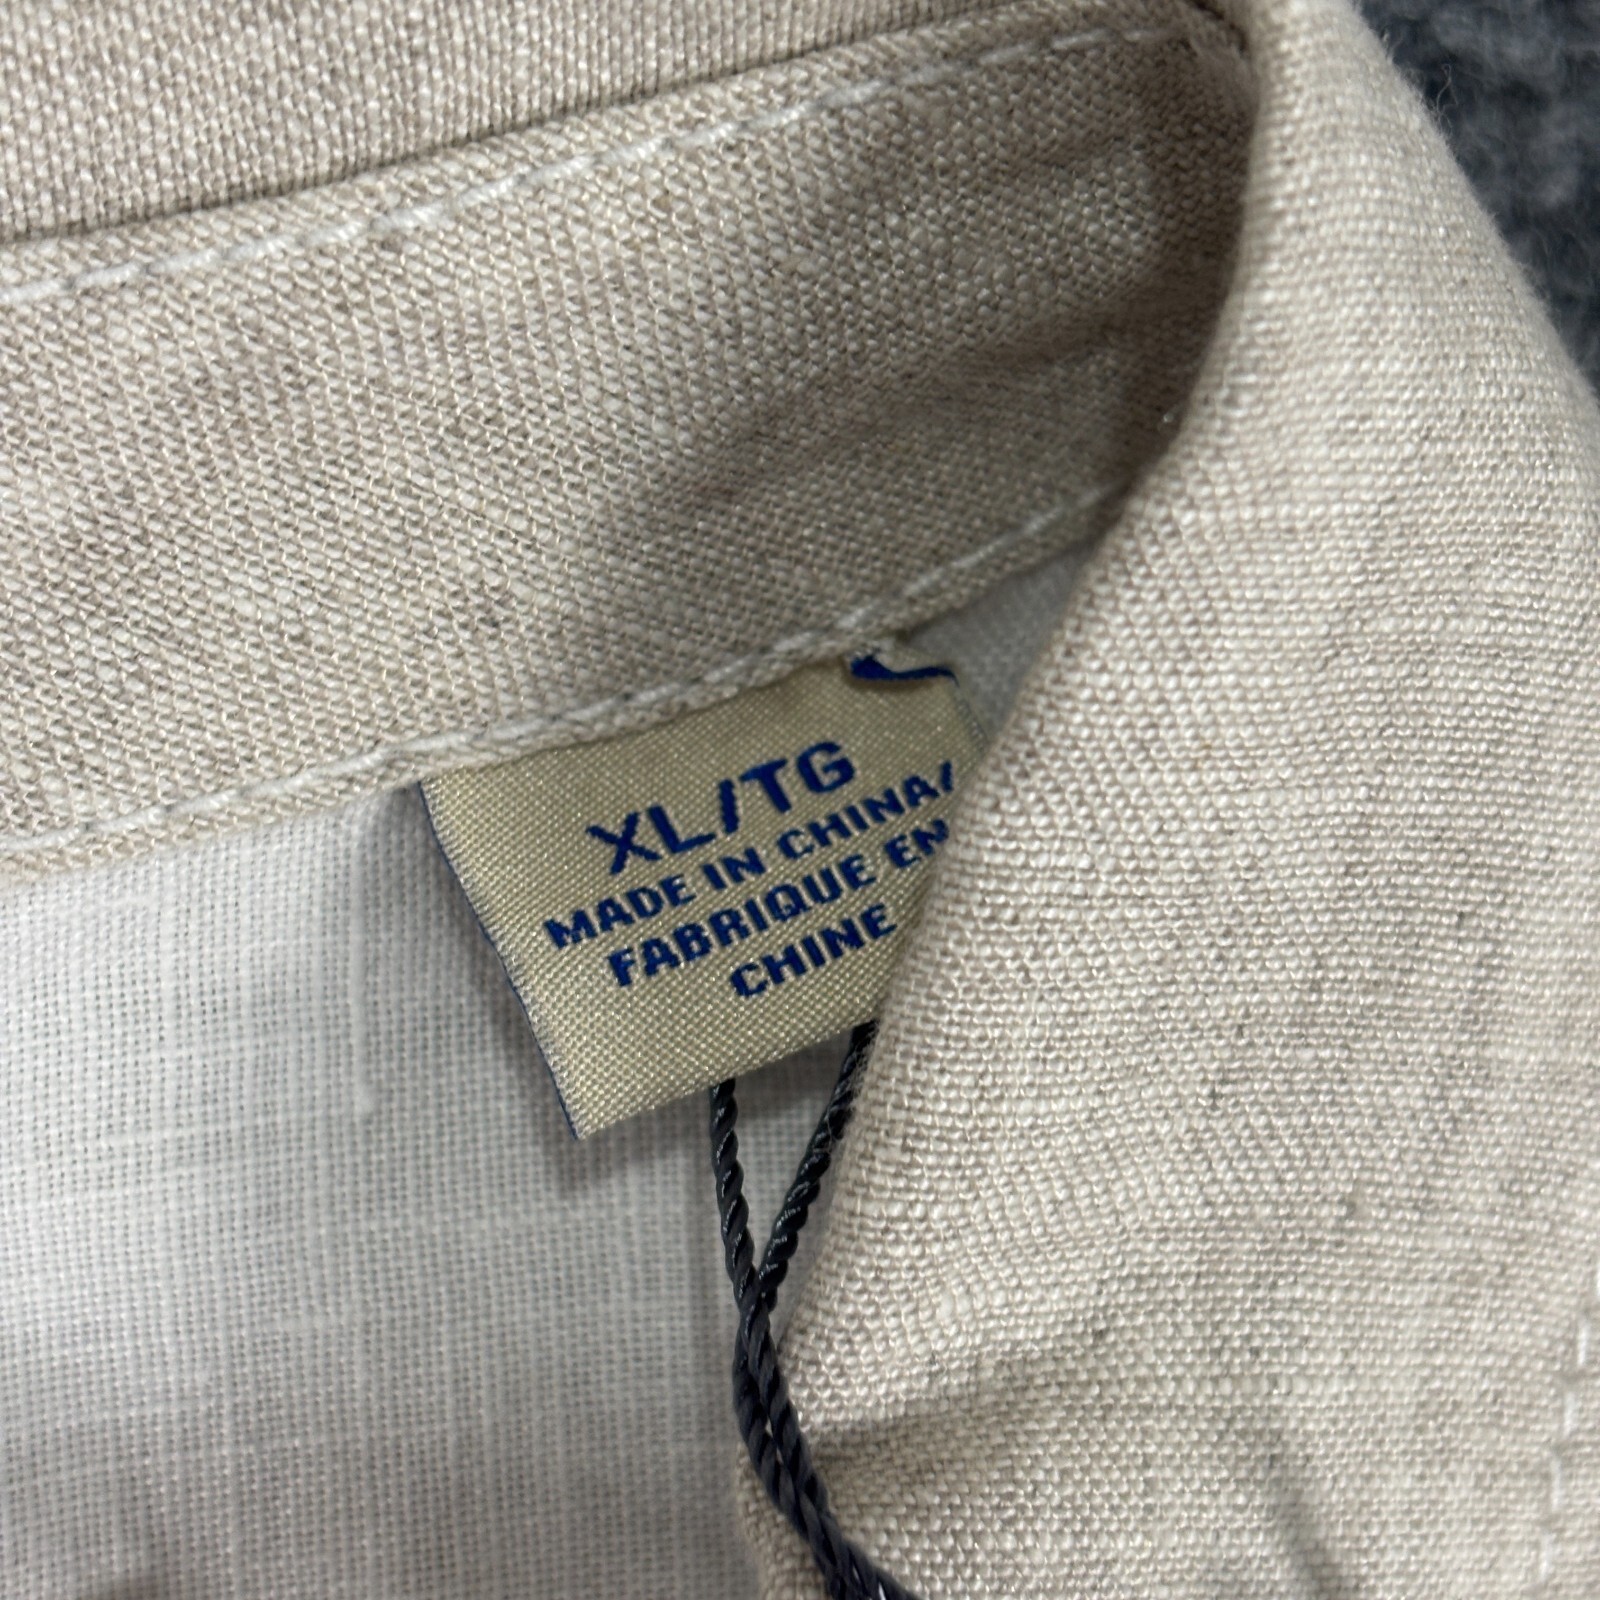 XL/TG
MADE IN CHINA/
FABRIQUE EN
CHINE